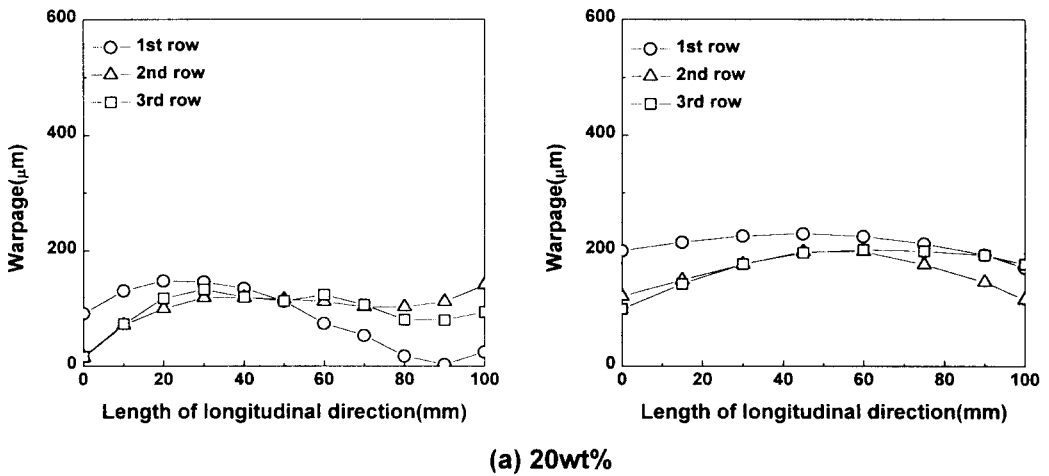 600
400
200
0
Warpage(μm)
1st row
2nd row
3rd row
0 20 40 60 80 100
Length of longitudinal direction(mm)
600
400
200
0
Warpage(μm)
1st row
2nd row
3rd row
0 20 40 60 80 100
Length of longitudinal direction(mm)
(a) 20wt%